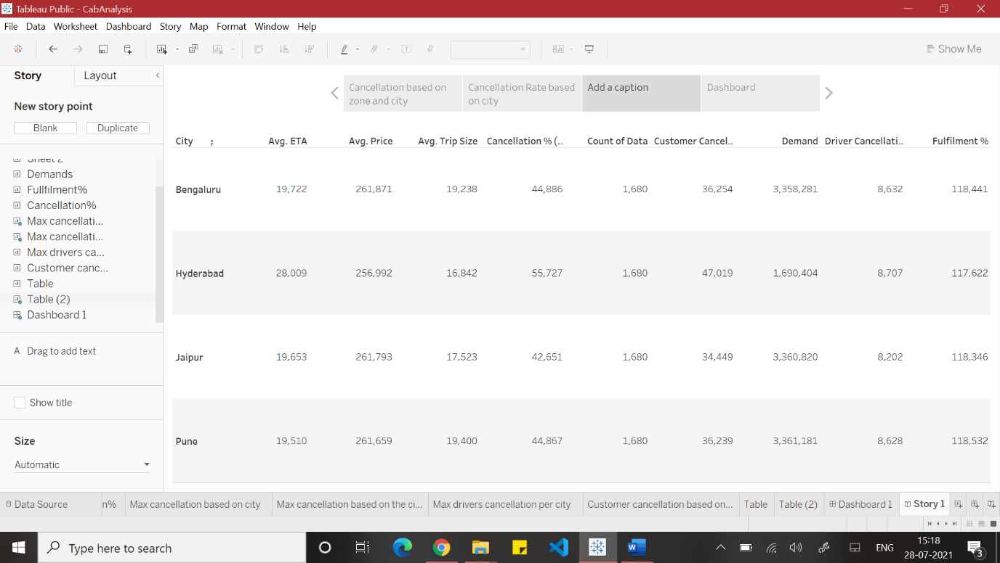 Tableau Public - CabAnalysis
File Data Worksheet Dashboard Story Map Format Window Help
Show Me
Story Layout
New story point
Blank Duplicate
Sheet 2
Demands
Fullfilment%
Cancellation%
Max cancellati...
Max cancellati...
Max drivers ca...
Customer canc...
Table
Table (2)
Dashboard 1
A Drag to add text
Show title
Size
Automatic
Cancellation based on
zone and city
Cancellation Rate based
on city
Add a caption
Dashboard
City Avg. ETA Avg. Price Avg. Trip Size Cancellation % (.. Count of Data Customer Cancel.. Demand Driver Cancellati.. Fulfilment %
Bengaluru 19,722 261,871 19,238 44,886 1,680 36,254 3,358,281 8,632 118,441
Hyderabad 28,009 256,992 16,842 55,727 1,680 47,019 1,690,404 8,707 117,622
Jaipur 19,653 261,793 17,523 42,651 1,680 34,449 3,360,820 8,202 118,346
Pune 19,510 261,659 19,400 44,867 1,680 36,239 3,361,181 8,628 118,532
Data Source n% Max cancellation based on city Max cancellation based on the ci... Max drivers cancellation per city Customer cancellation based on... Table Table (2) Dashboard 1 Story 1
Type here to search
ENG
15:18
28-07-2021
3